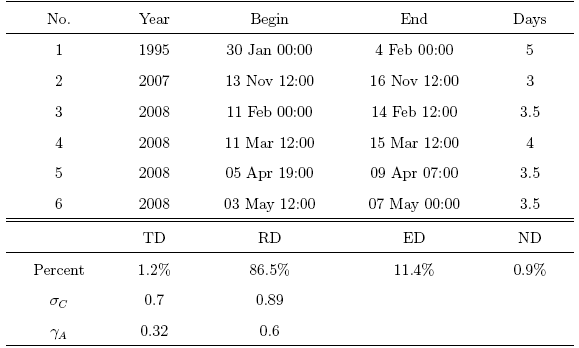 No. Year Begin End Days
1 1995 30 Jan 00:00 4 Feb 00:00 5
2 2007 13 Nov 12:00 16 Nov 12:00 3
3 2008 11 Feb 00:00 14 Feb 12:00 3.5
4 2008 11 Mar 12:00 15 Mar 12:00 4
5 2008 05 Apr 19:00 09 Apr 07:00 3.5
6 2008 03 May 12:00 07 May 00:00 3.5
TD RD ED ND
Percent 1.2% 86.5% 11.4% 0.9%
σC 0.7 0.89
γA 0.32 0.6